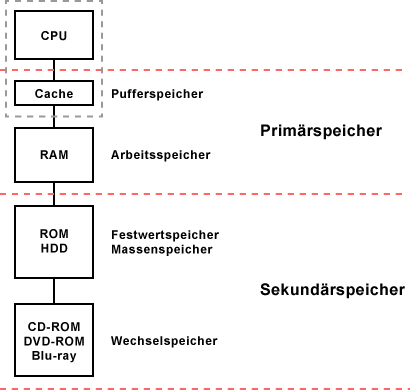 CPU
Cache
Pufferspeicher
Primärspeicher
RAM
Arbeitsspeicher
ROM
HDD
Festwertspeicher
Massenspeicher
Sekundärspeicher
CD-ROM
DVD-ROM
Blu-ray
Wechselspeicher